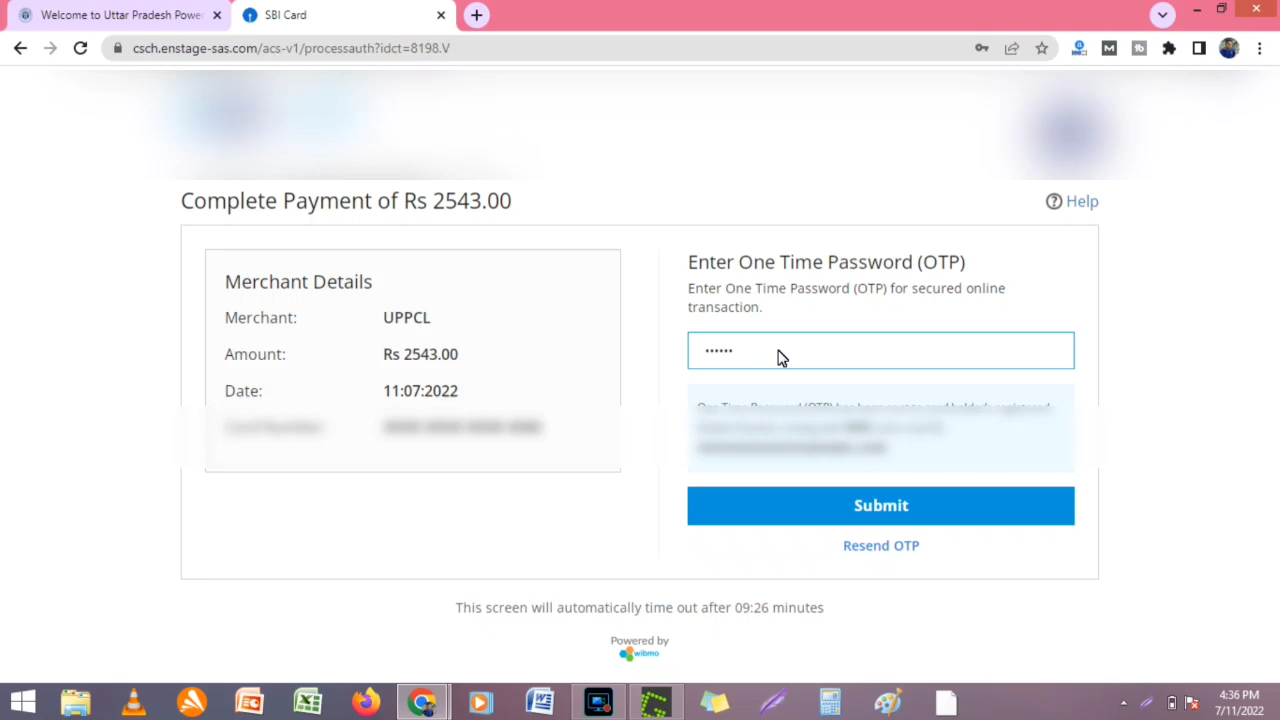 Welcome to Uttar Pradesh Power
SBI Card
csch.enstage-sas.com/acs-v1/processauth?idct=8198.V
Complete Payment of Rs 2543.00
Help
Merchant Details
Merchant: UPPCL
Amount: Rs 2543.00
Date: 11:07:2022
Enter One Time Password (OTP)
Enter One Time Password (OTP) for secured online
transaction.
••••••
Submit
Resend OTP
This screen will automatically time out after 09:26 minutes
Powered by
wibmo
4:36 PM
7/11/2022